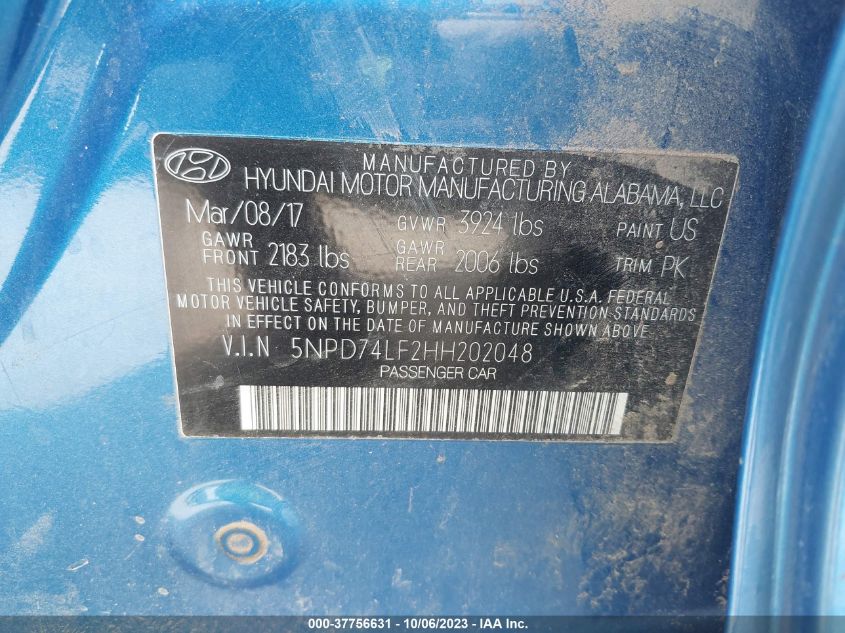 MANUFACTURED BY
HYUNDAI MOTOR MANUFACTURING ALABAMA, LLC
Mar/08/17 GVWR 3924 lbs PAINT US
GAWR FRONT 2183 lbs GAWR REAR 2006 lbs TRIM PK
THIS VEHICLE CONFORMS TO ALL APPLICABLE U.S.A. FEDERAL
MOTOR VEHICLE SAFETY, BUMPER, AND THEFT PREVENTION STANDARDS
IN EFFECT ON THE DATE OF MANUFACTURE SHOWN ABOVE.
V.I.N 5NPD74LF2HH202048
PASSENGER CAR
000-37756631 - 10/06/2023 - IAA Inc.